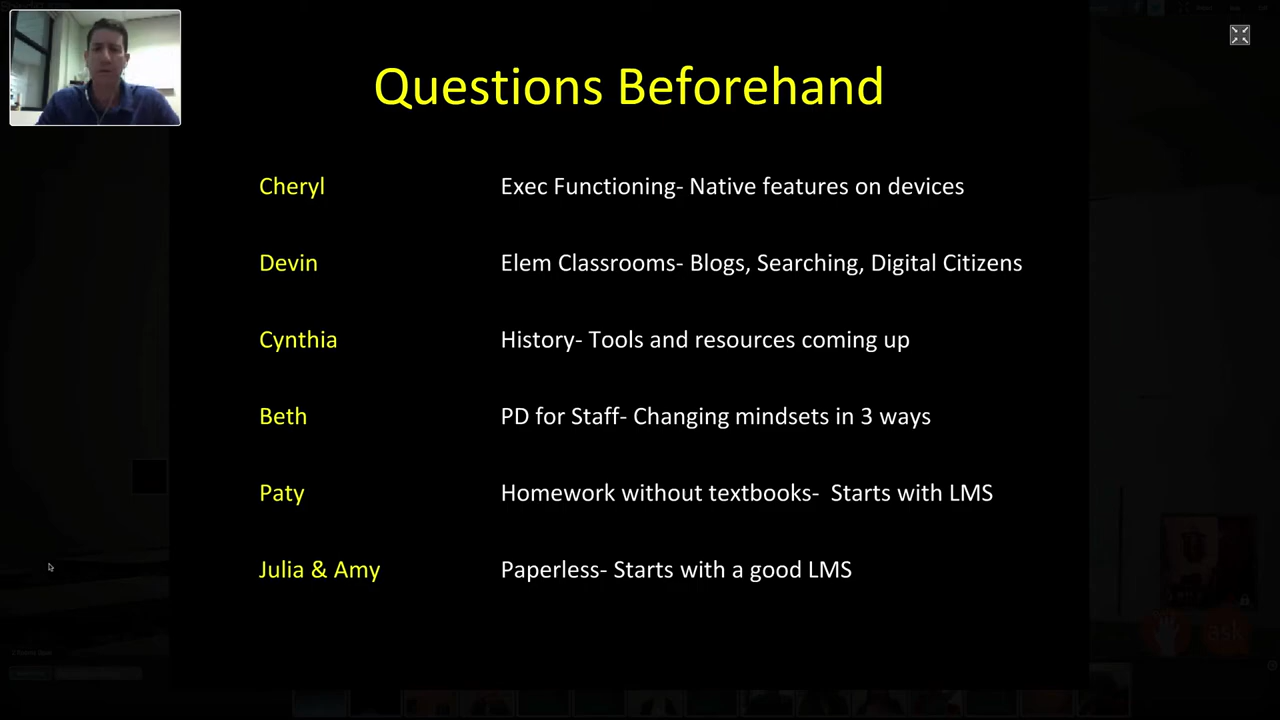 Questions Beforehand
Cheryl Exec Functioning- Native features on devices
Devin Elem Classrooms- Blogs, Searching, Digital Citizens
Cynthia History- Tools and resources coming up
Beth PD for Staff- Changing mindsets in 3 ways
Paty Homework without textbooks- Starts with LMS
Julia & Amy Paperless- Starts with a good LMS
ask